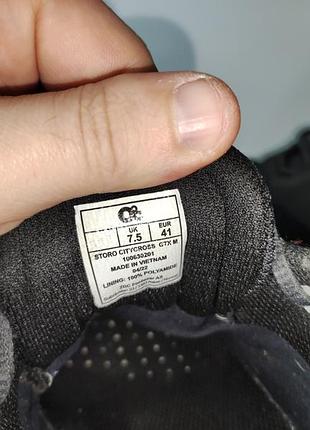 UK EUR
7.5 41
STORO CITYCROSS GTX M
100630201
MADE IN VIETNAM
04/22
LINING: 100% POLYAMIDE